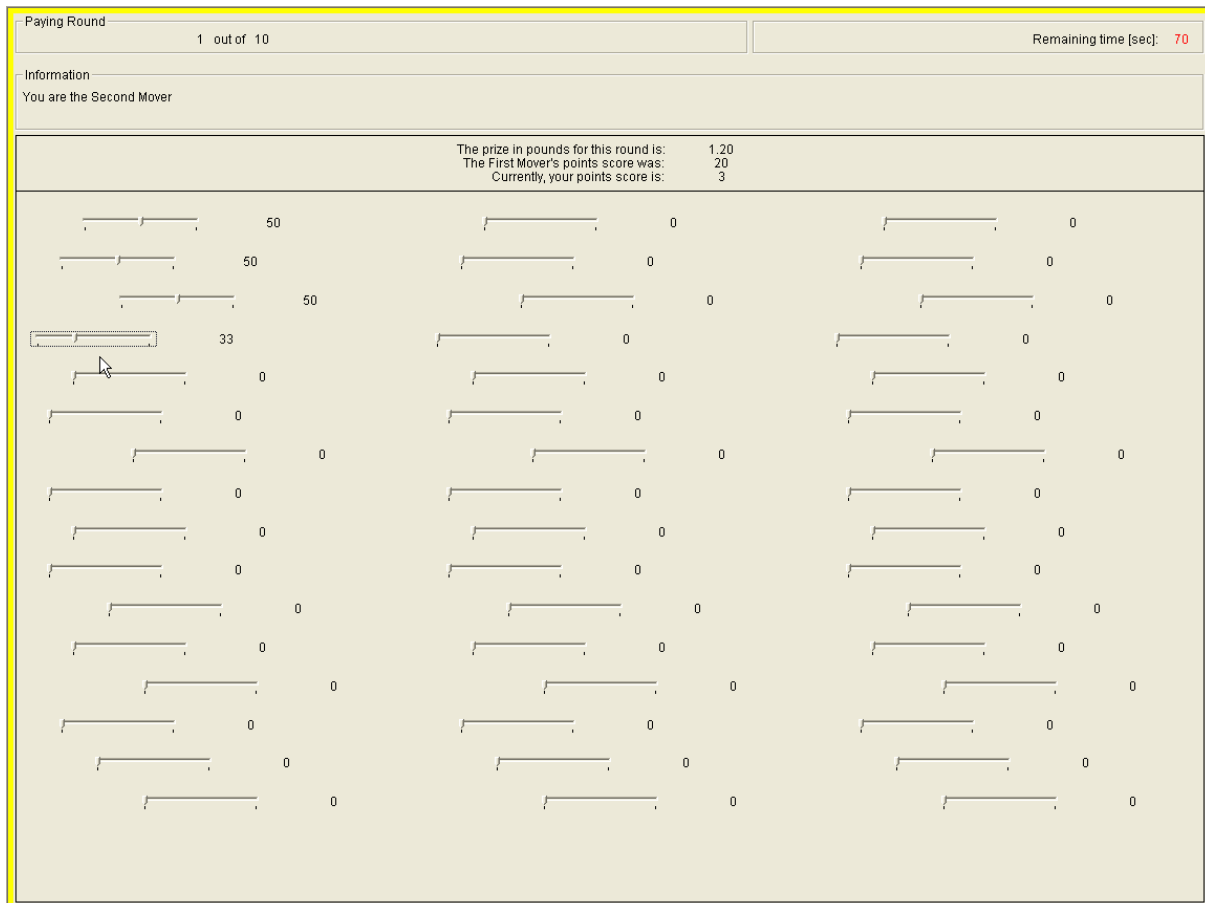 Paying Round
1 out of 10
Remaining time [sec]: 70
Information
You are the Second Mover
The prize in pounds for this round is: 1.20
The First Mover's points score was: 20
Currently, your points score is: 3
50 0 0
50 0 0
50 0 0
33 0 0
0 0 0
0 0 0
0 0 0
0 0 0
0 0 0
0 0 0
0 0 0
0 0 0
0 0 0
0 0 0
0 0 0
0 0 0